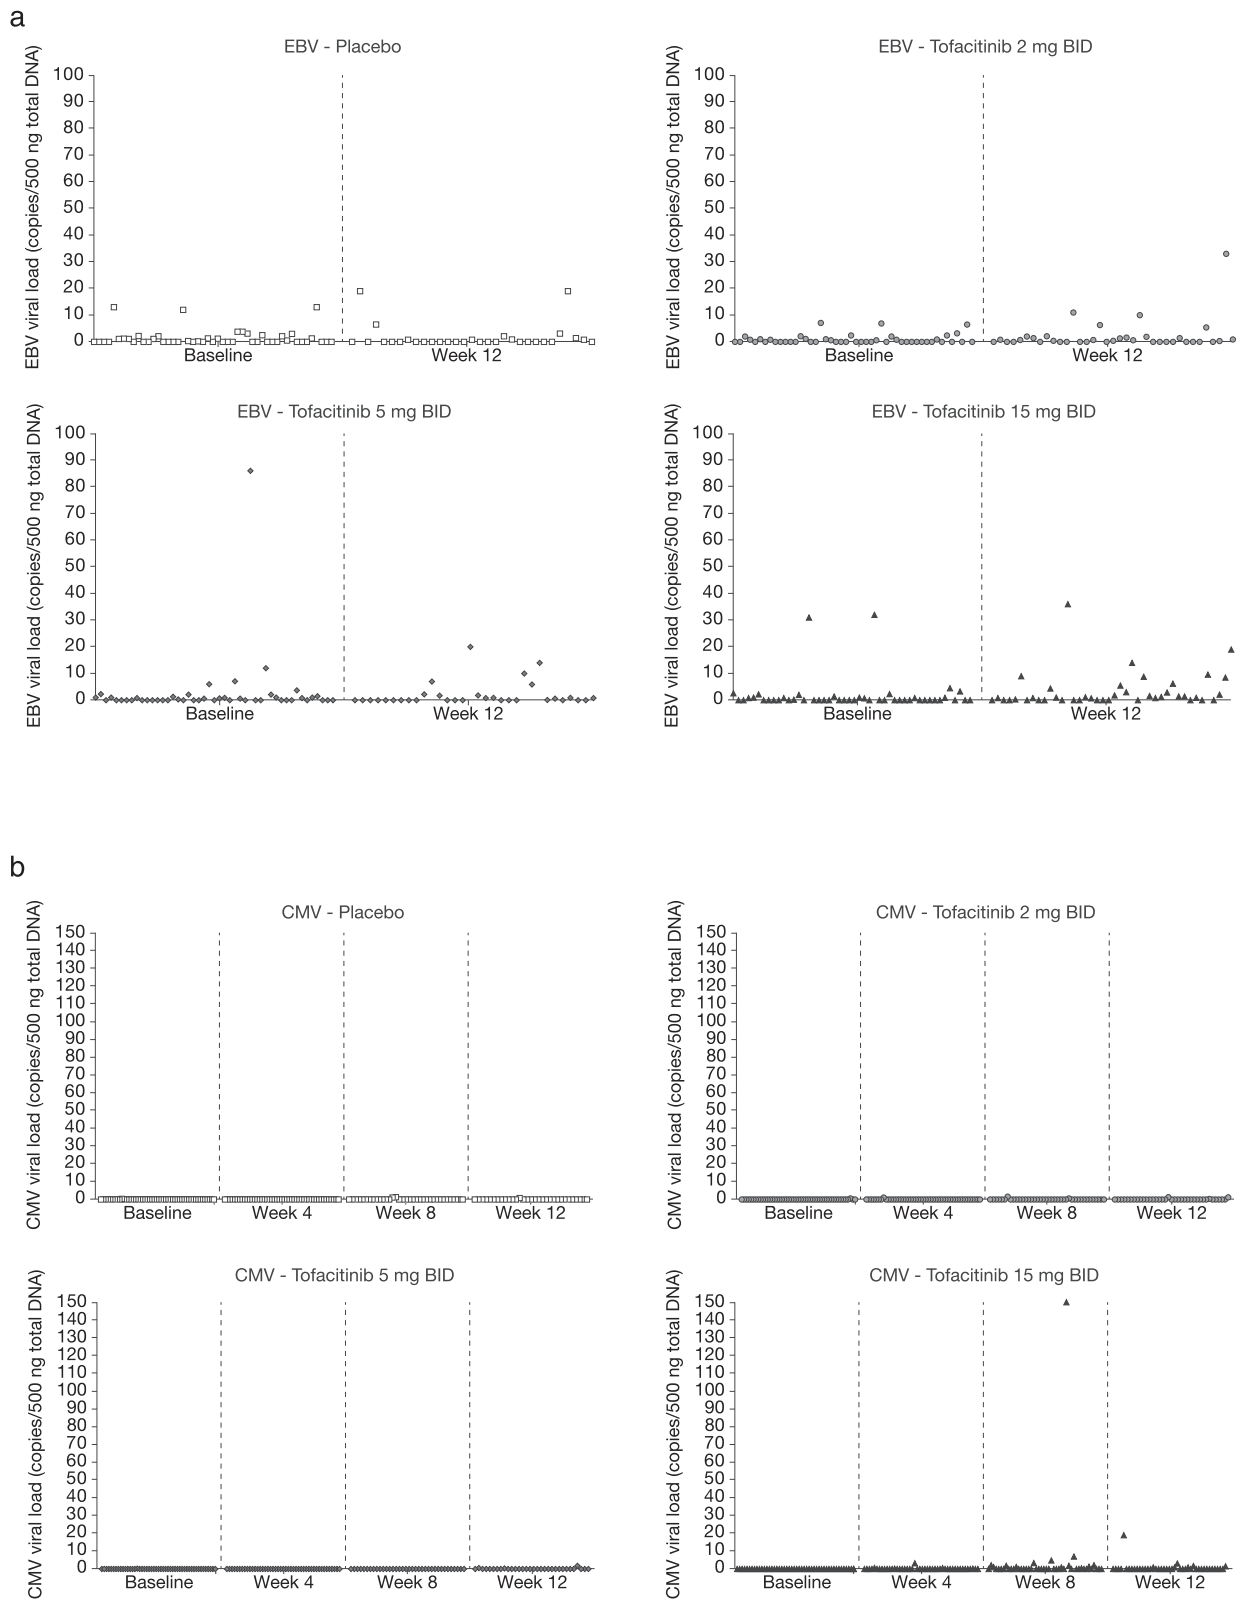 a
EBV - Placebo
EBV viral load (copies/500 ng total DNA)
100
90
80
70
60
50
40
30
20
10
0
Baseline
Week 12
EBV - Tofacitinib 2 mg BID
EBV viral load (copies/500 ng total DNA)
100
90
80
70
60
50
40
30
20
10
0
Baseline
Week 12
EBV - Tofacitinib 5 mg BID
EBV viral load (copies/500 ng total DNA)
100
90
80
70
60
50
40
30
20
10
0
Baseline
Week 12
EBV - Tofacitinib 15 mg BID
EBV viral load (copies/500 ng total DNA)
100
90
80
70
60
50
40
30
20
10
0
Baseline
Week 12
b
CMV - Placebo
CMV viral load (copies/500 ng total DNA)
150
140
130
120
110
100
90
80
70
60
50
40
30
20
10
0
Baseline
Week 4
Week 8
Week 12
CMV - Tofacitinib 2 mg BID
CMV viral load (copies/500 ng total DNA)
150
140
130
120
110
100
90
80
70
60
50
40
30
20
10
0
Baseline
Week 4
Week 8
Week 12
CMV - Tofacitinib 5 mg BID
CMV viral load (copies/500 ng total DNA)
150
140
130
120
110
100
90
80
70
60
50
40
30
20
10
0
Baseline
Week 4
Week 8
Week 12
CMV - Tofacitinib 15 mg BID
CMV viral load (copies/500 ng total DNA)
150
140
130
120
110
100
90
80
70
60
50
40
30
20
10
0
Baseline
Week 4
Week 8
Week 12